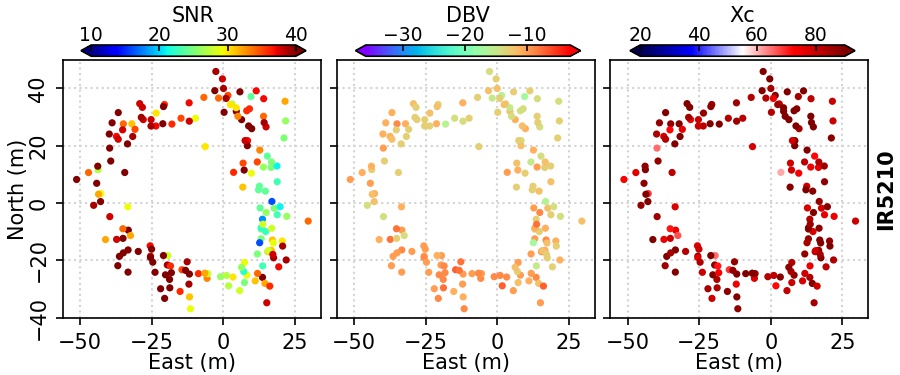 SNR DBV Xc
10 20 30 40 −30 −20 −10 20 40 60 80
40
20
0
−20
−40
North (m)
−50 −25 0 25 −50 −25 0 25 −50 −25 0 25
East (m) East (m) East (m)
IR5210